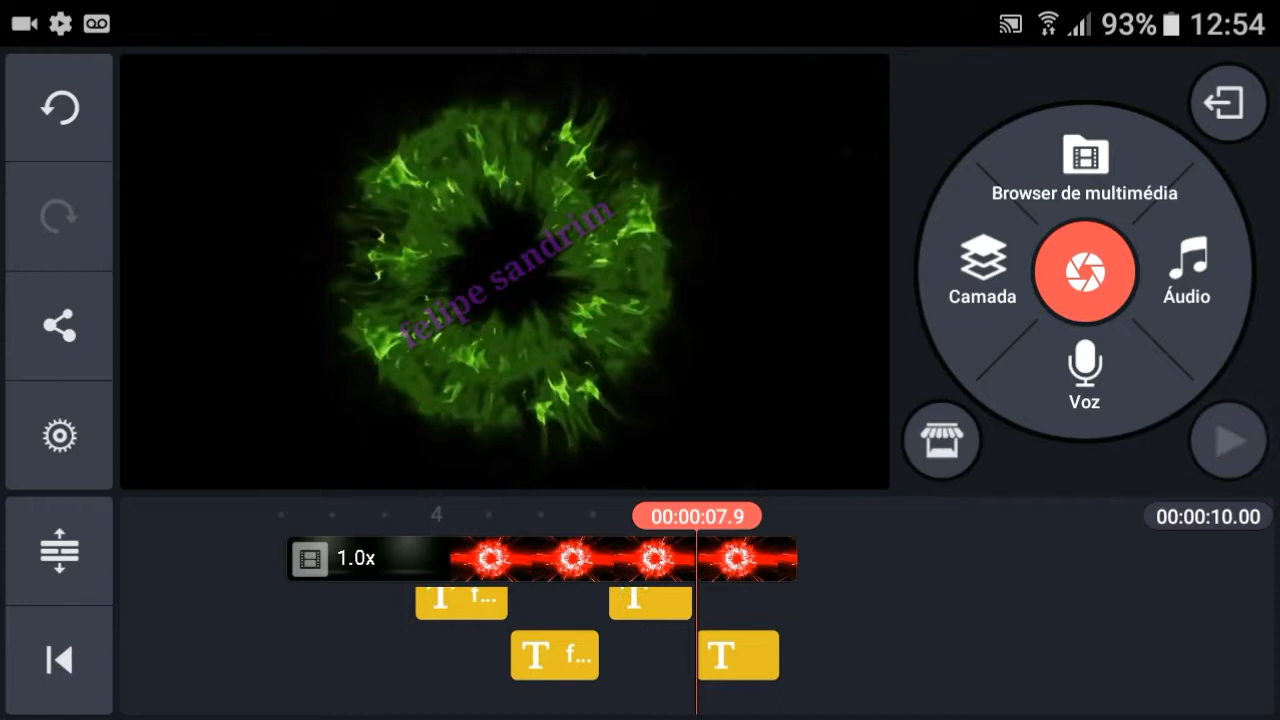 93% 12:54
Browser de multimédia
felipe sandrim
Camada
Áudio
Voz
4
00:00:07.9
00:00:10.00
1.0x
T f...
T
T f...
T